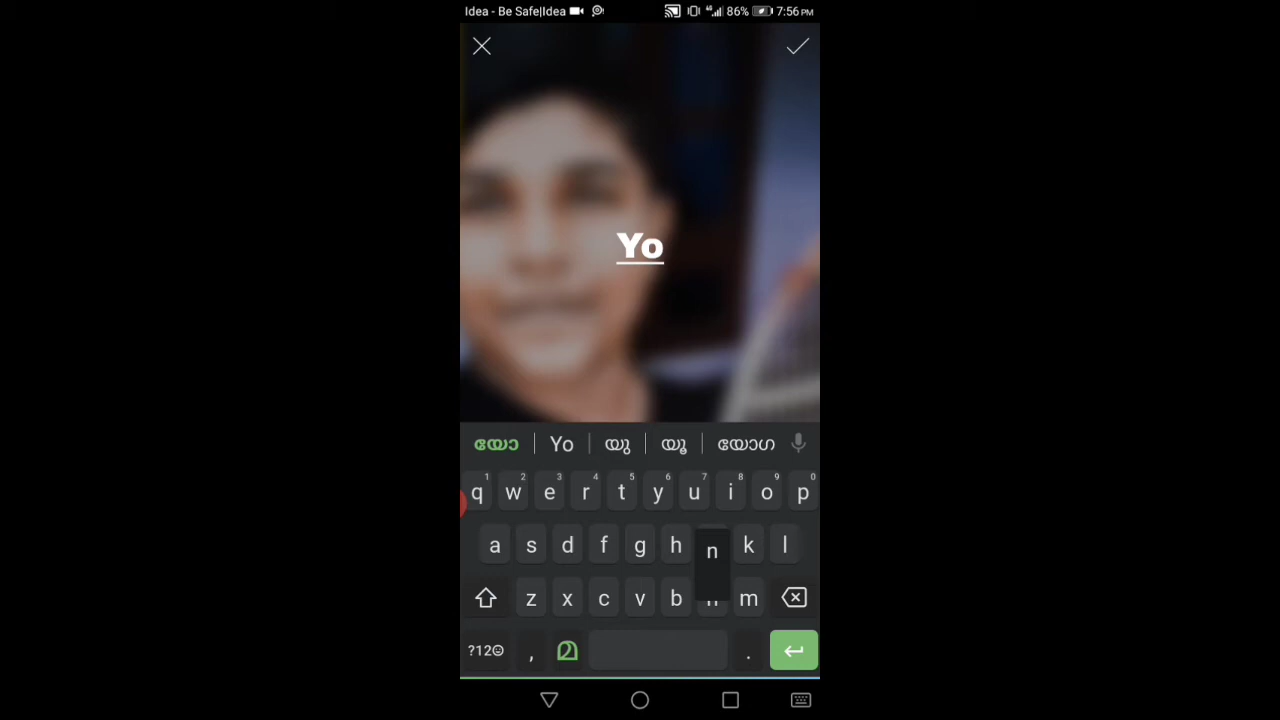 Idea - Be Safe|Idea 4G 86% 7:56 PM
Yo
യോ Yo യു യൂ യോഗ
1 2 3 4 5 6 7 8 9 0
q w e r t y u i o p
a s d f g h n k l
z x c v b n m
?12 , മ .